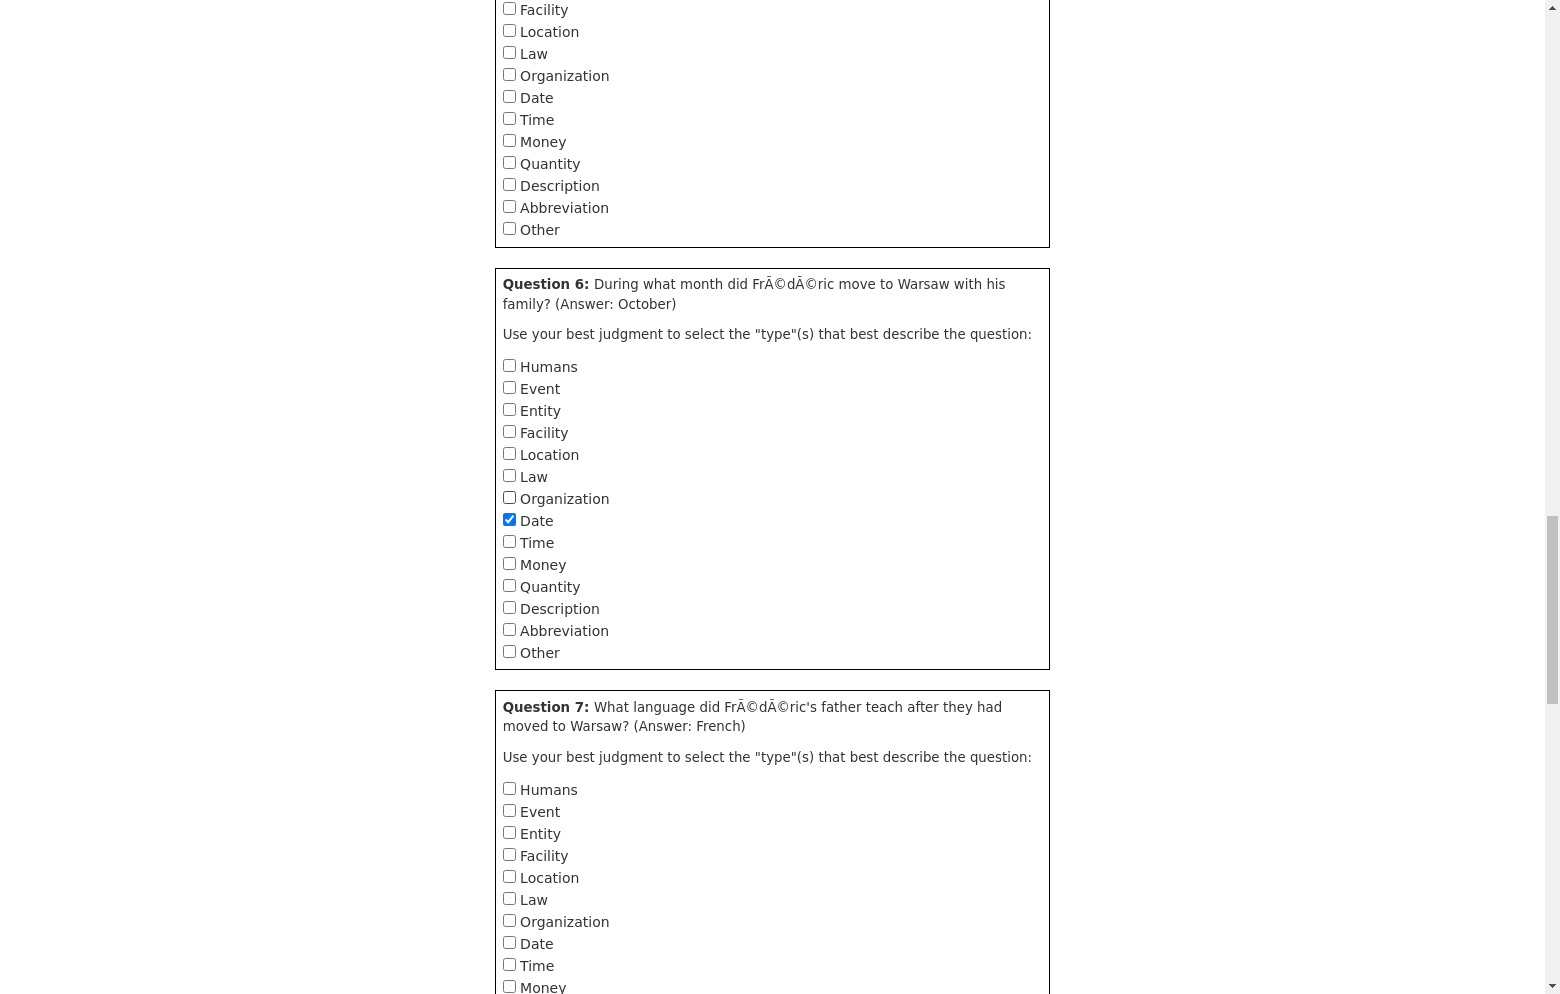 Facility
Location
Law
Organization
Date
Time
Money
Quantity
Description
Abbreviation
Other
Question 6: During what month did FrÃ©dÃ©ric move to Warsaw with his
family? (Answer: October)
Use your best judgment to select the "type"(s) that best describe the question:
Humans
Event
Entity
Facility
Location
Law
Organization
Date
Time
Money
Quantity
Description
Abbreviation
Other
Question 7: What language did FrÃ©dÃ©ric's father teach after they had
moved to Warsaw? (Answer: French)
Use your best judgment to select the "type"(s) that best describe the question:
Humans
Event
Entity
Facility
Location
Law
Organization
Date
Time
Money